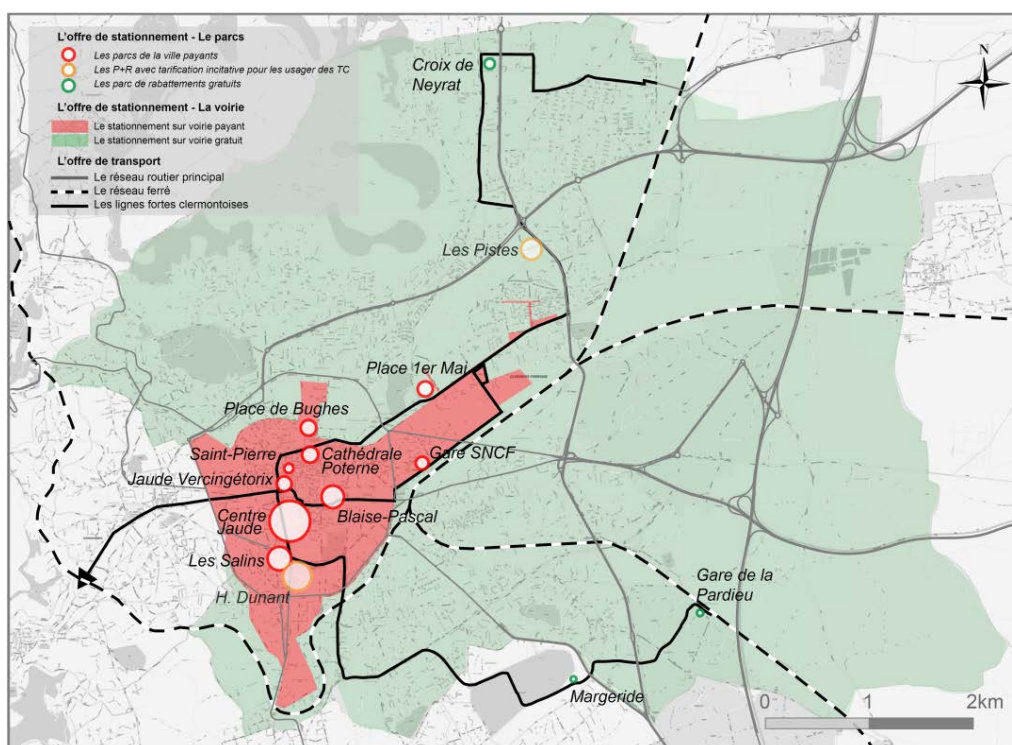 L'offre de stationnement - Le parcs
Les parcs de la ville payants
Les P+R avec tarification incitative pour les usager des TC
Les parc de rabattements gratuits
L'offre de stationnement - La voirie
Le stationnement sur voirie payant
Le stationnement sur voirie gratuit
L'offre de transport
Le réseau routier principal
Le réseau ferré
Les lignes fortes clermontoises
N
Croix de
Neyrat
Les Pistes
Place 1er Mai
Place de Bughes
Saint-Pierre
Cathédrale
Poterne
Gare SNCF
Jaude Vercingétorix
Centre
Jaude
Blaise-Pascal
Les Salins
H. Dunant
Gare de la
Pardieu
Margeride
0 1 2km